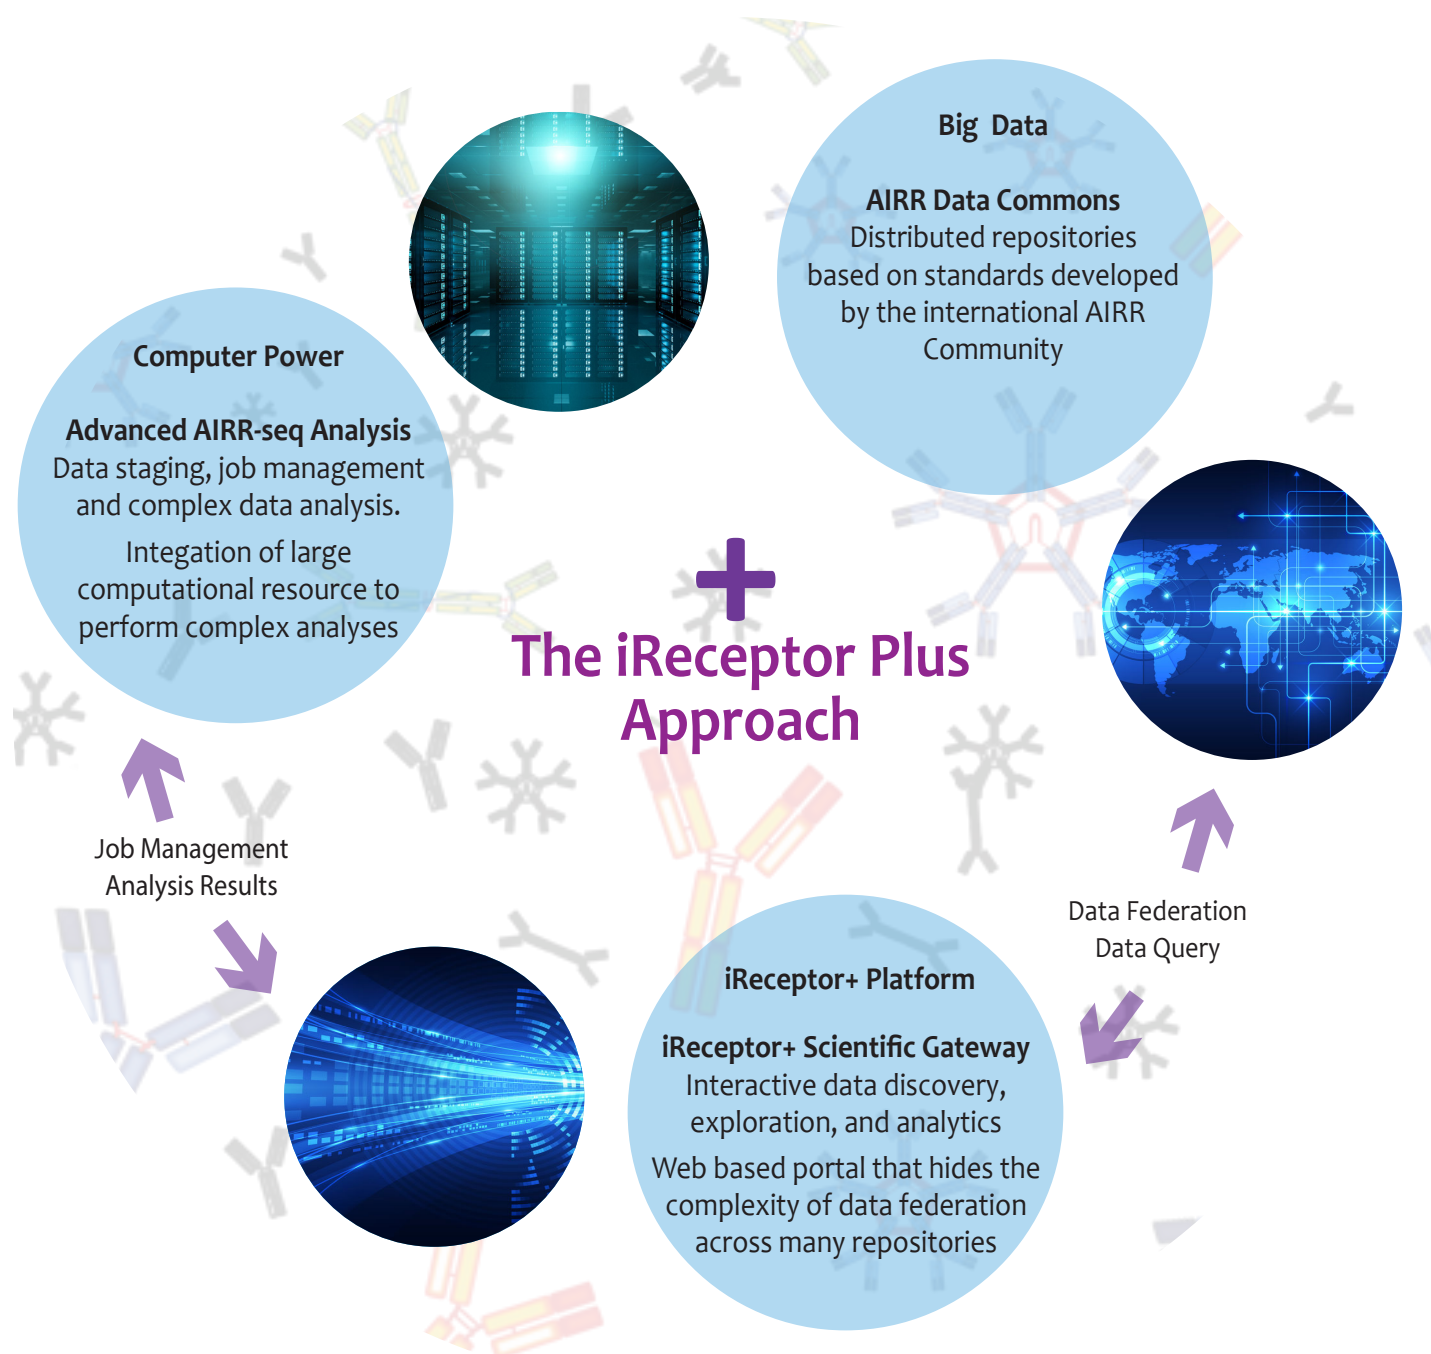 Big Data
AIRR Data Commons
Distributed repositories
based on standards developed
by the international AIRR
Community
Computer Power
Advanced AIRR-seq Analysis
Data staging, job management
and complex data analysis.
Integation of large
computational resource to
perform complex analyses
+
The iReceptor Plus
Approach
Job Management
Analysis Results
Data Federation
Data Query
iReceptor+ Platform
iReceptor+ Scientific Gateway
Interactive data discovery,
exploration, and analytics
Web based portal that hides the
complexity of data federation
across many repositories